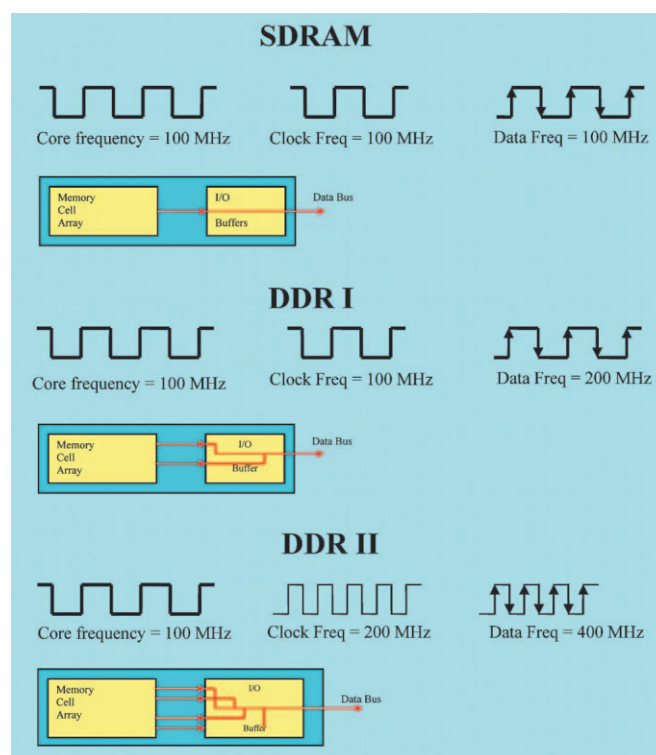 SDRAM
Core frequency = 100 MHz
Clock Freq = 100 MHz
Data Freq = 100 MHz
Memory
Cell
Array
I/O
Buffers
Data Bus
DDR I
Core frequency = 100 MHz
Clock Freq = 100 MHz
Data Freq = 200 MHz
Memory
Cell
Array
I/O
Buffer
Data Bus
DDR II
Core frequency = 100 MHz
Clock Freq = 200 MHz
Data Freq = 400 MHz
Memory
Cell
Array
I/O
Buffer
Data Bus